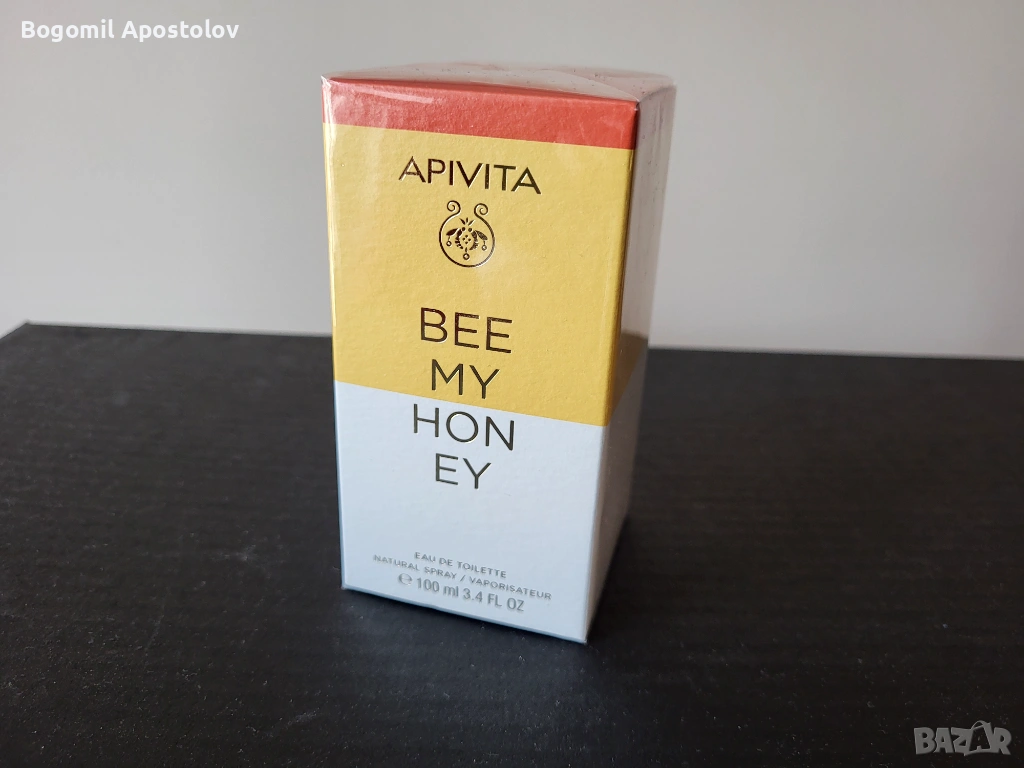 Bogomil Apostolov
APIVITA
BEE
MY
HON
EY
EAU DE TOILETTE
NATURAL SPRAY / VAPORISATEUR
℮ 100 ml 3.4 FL OZ
BAZAR